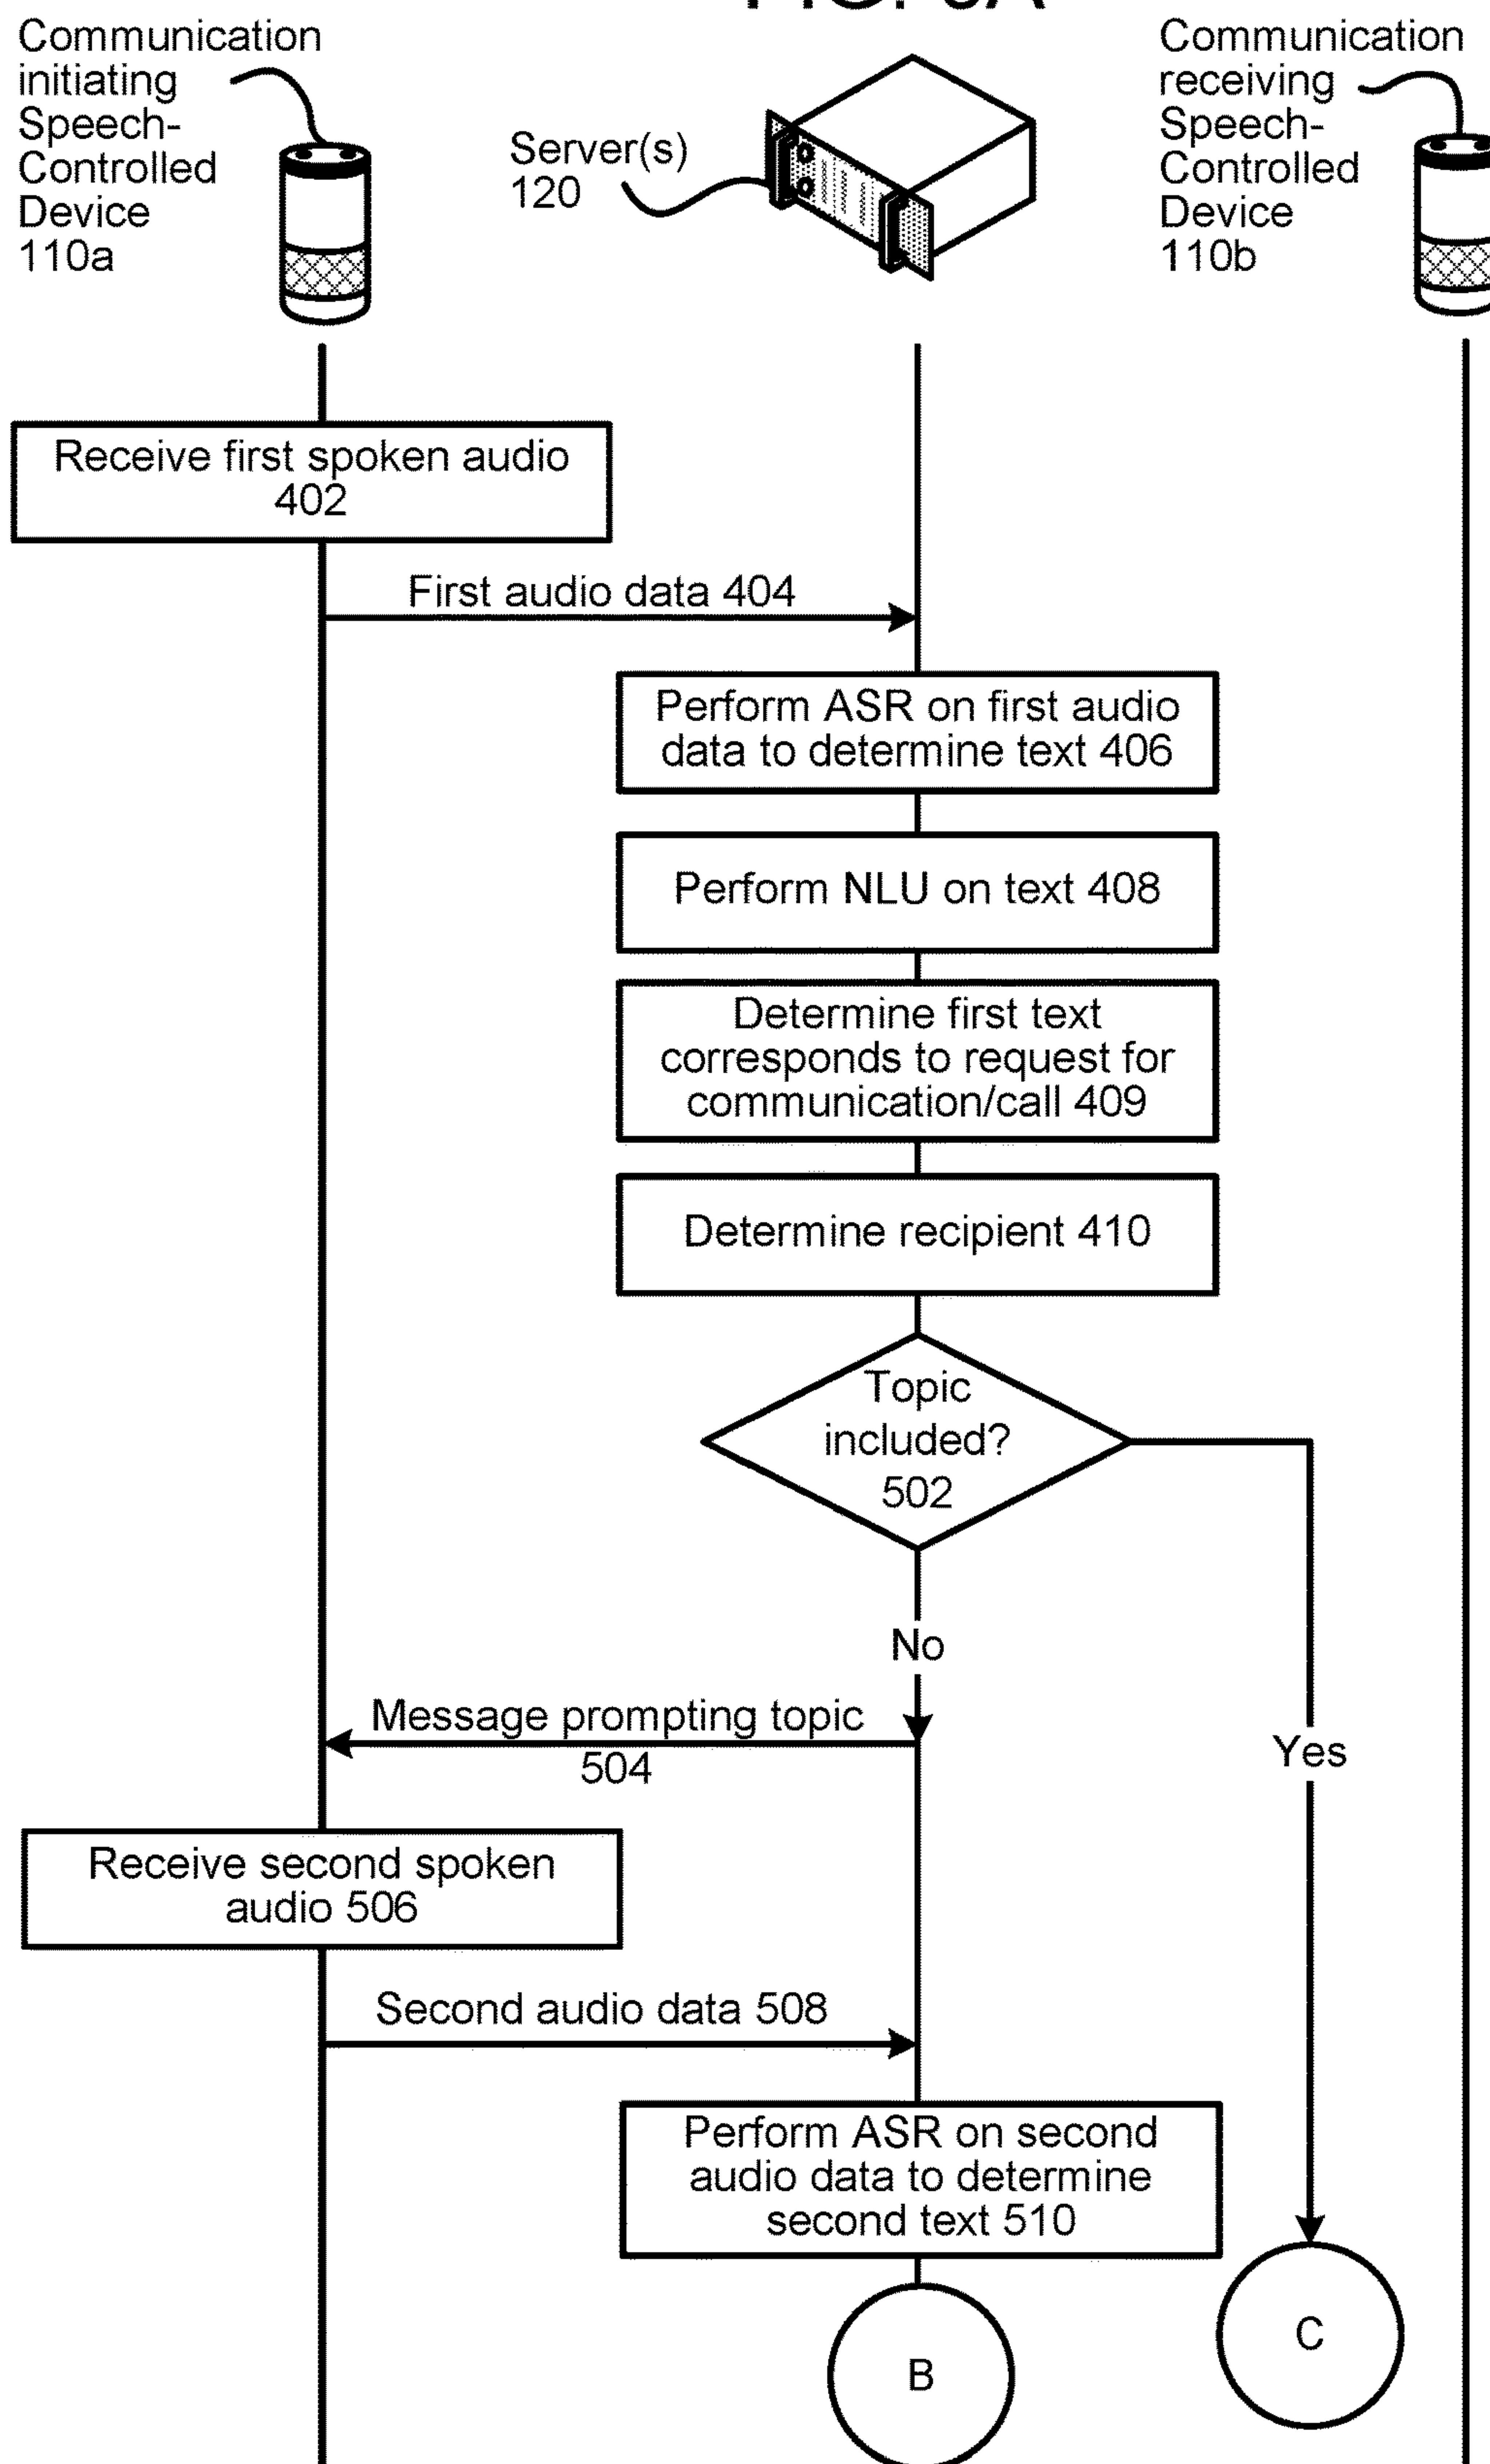 Communication
initiating
Speech-
Controlled
Device
110a
Server(s)
120
Communication
receiving
Speech-
Controlled
Device
110b
Receive first spoken audio
402
First audio data 404
Perform ASR on first audio
data to determine text 406
Perform NLU on text 408
Determine first text
corresponds to request for
communication/call 409
Determine recipient 410
Topic
included?
502
No
Yes
Message prompting topic
504
Receive second spoken
audio 506
Second audio data 508
Perform ASR on second
audio data to determine
second text 510
B
C